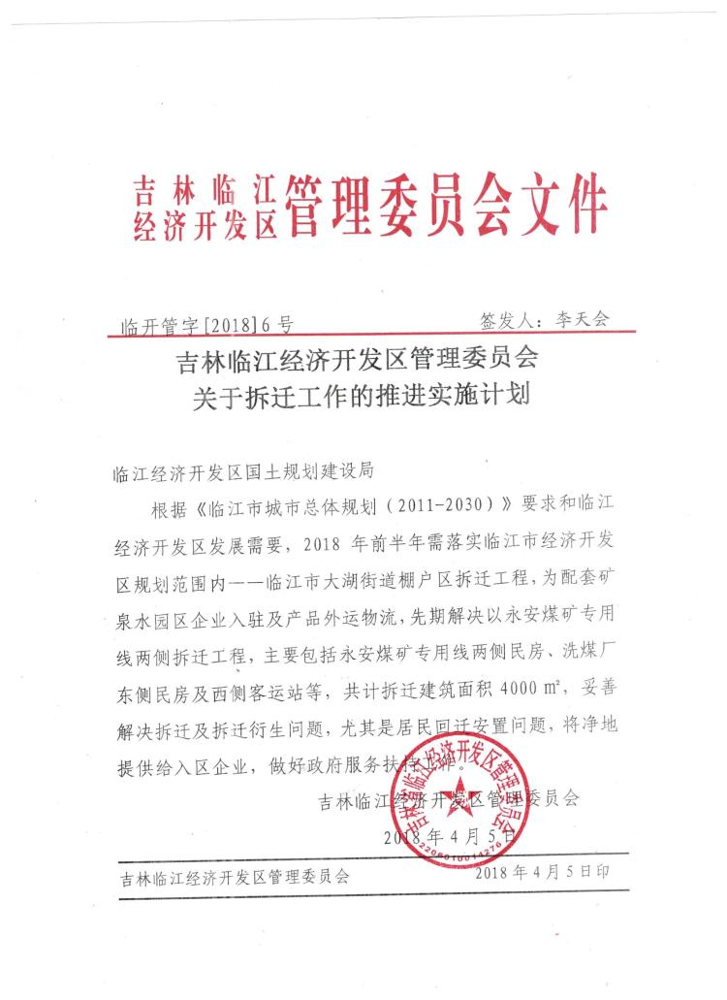 吉林临江
经济开发区管理委员会文件
临开管字[2018]6号 签发人：李天会
吉林临江经济开发区管理委员会
关于拆迁工作的推进实施计划
临江经济开发区国土规划建设局
根据《临江市城市总体规划（2011-2030）》要求和临江
经济开发区发展需要，2018 年前半年需落实临江市经济开发
区规划范围内——临江市大湖街道棚户区拆迁工程，为配套矿
泉水园区企业入驻及产品外运物流，先期解决以永安煤矿专用
线两侧拆迁工程，主要包括永安煤矿专用线两侧民房、洗煤厂
东侧民房及西侧客运站等，共计拆迁建筑面积 4000 ㎡，妥善
解决拆迁及拆迁衍生问题，尤其是居民回迁安置问题，将净地
提供给入区企业，做好政府服务扶持工作。
吉林临江经济开发区管理委员会
2018 年 4 月 5 日
吉林省临江经济开发区管理委员会
2206010014276
吉林临江经济开发区管理委员会 2018 年 4 月 5 日印